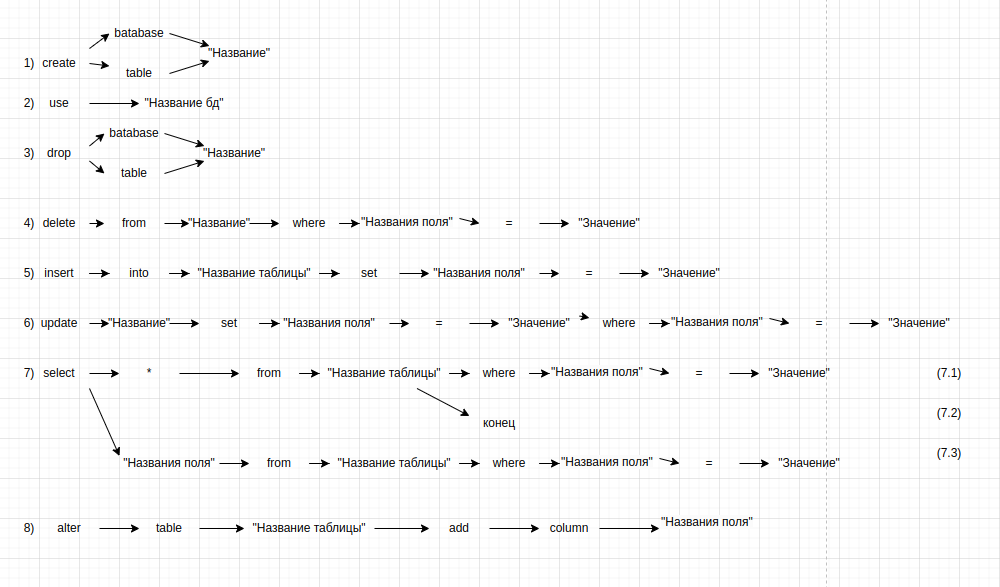 batabase
"Название"
1) create
table
2) use "Название бд"
batabase
3) drop "Название"
table
4) delete from "Название" where "Названия поля" = "Значение"
5) insert into "Название таблицы" set "Названия поля" = "Значение"
6) update "Название" set "Названия поля" = "Значение" where "Названия поля" = "Значение"
7) select * from "Название таблицы" where "Названия поля" = "Значение" (7.1)
(7.2)
конец
(7.3)
"Названия поля" from "Название таблицы" where "Названия поля" = "Значение"
8) alter table "Название таблицы" add column "Названия поля"